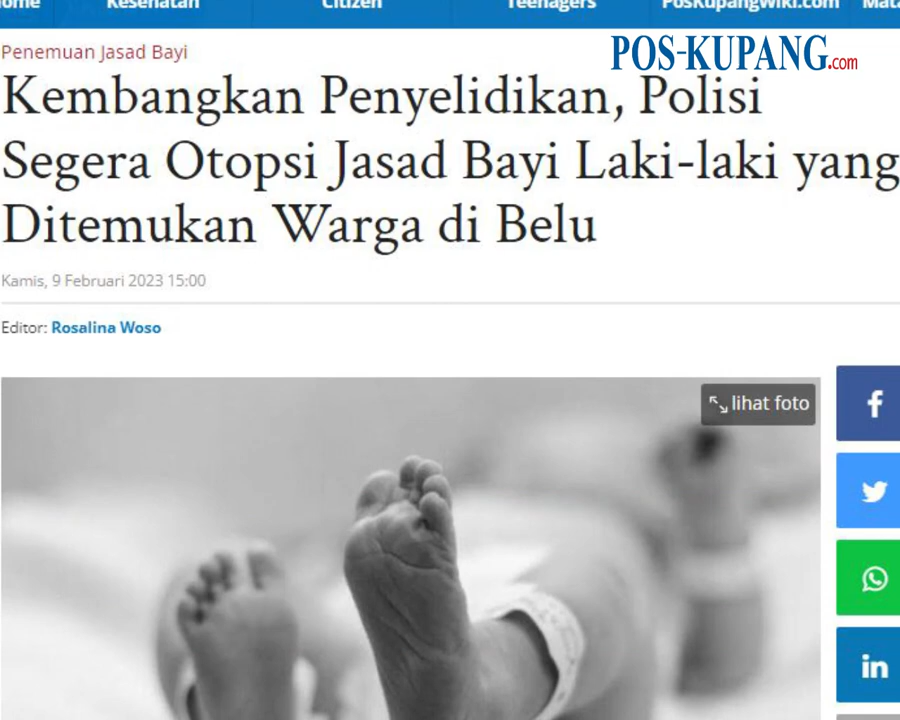 Home Kesehatan Citizen Teenagers PosKupangWiki.com
Penemuan Jasad Bayi
POS-KUPANG.com
Kembangkan Penyelidikan, Polisi
Segera Otopsi Jasad Bayi Laki-laki yang
Ditemukan Warga di Belu
Kamis, 9 Februari 2023 15:00
Editor: Rosalina Woso
lihat foto